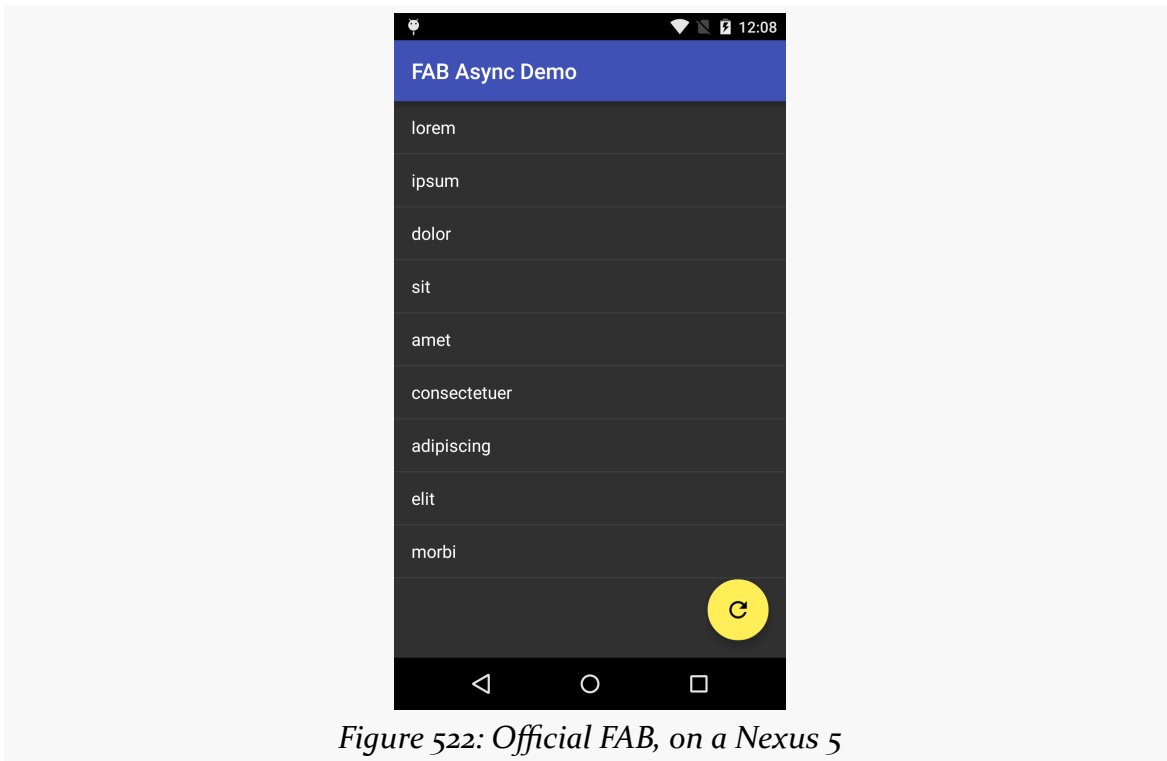 12:08
FAB Async Demo
lorem
ipsum
dolor
sit
amet
consectetuer
adipiscing
elit
morbi
Figure 522: Official FAB, on a Nexus 5